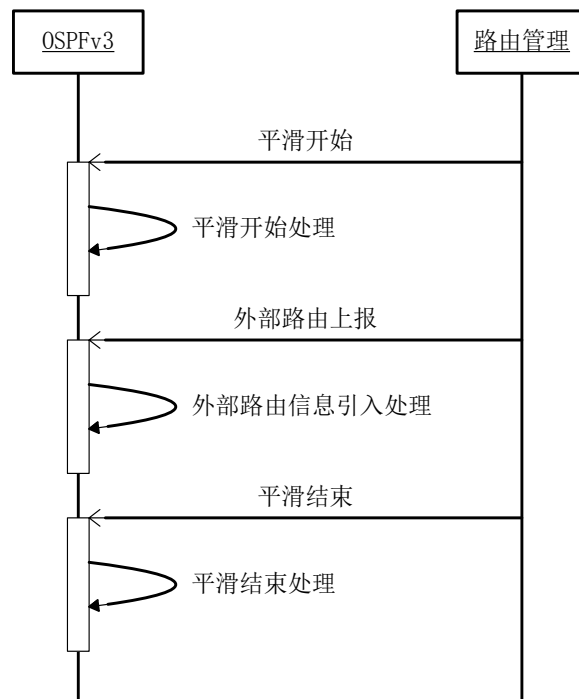 OSPFv3
路由管理
平滑开始
平滑开始处理
外部路由上报
外部路由信息引入处理
平滑结束
平滑结束处理